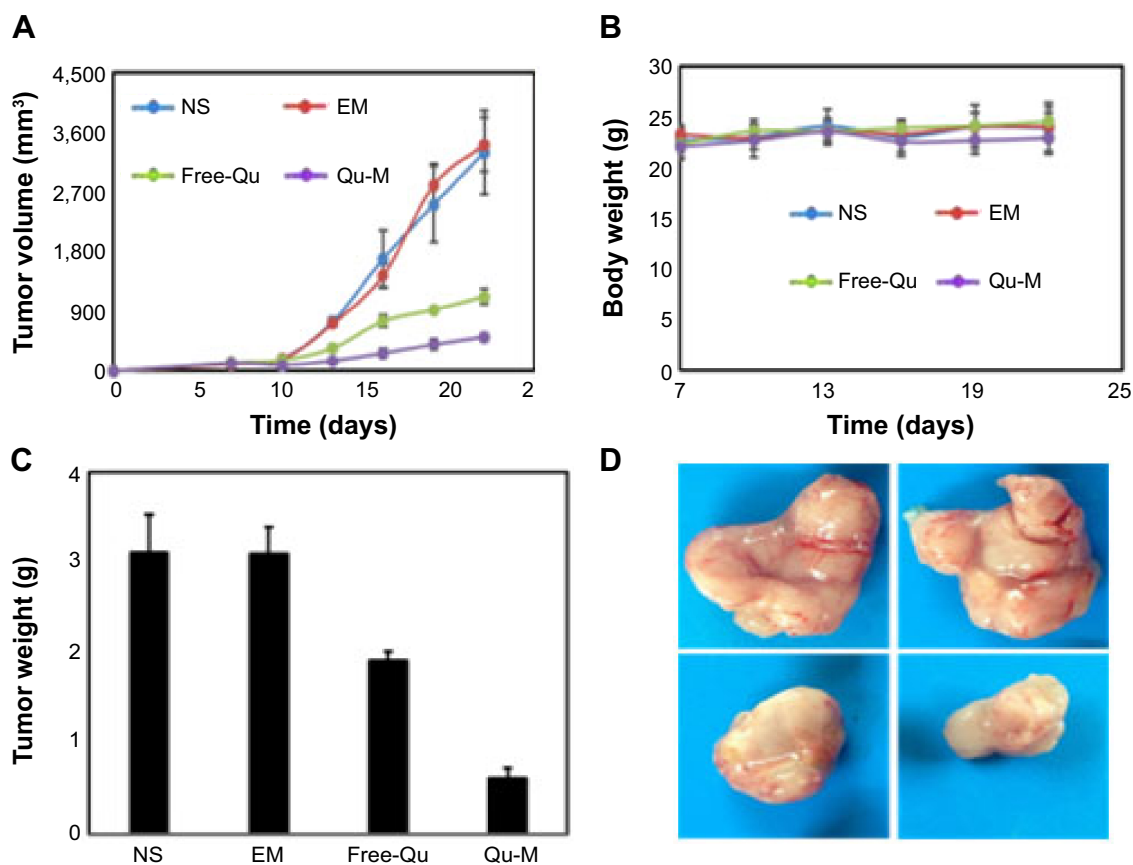 A
Tumor volume (mm³)
4,500
3,600
2,700
1,800
900
0
NS
EM
Free-Qu
Qu-M
0
5
10
15
20
2
Time (days)
B
Body weight (g)
30
25
20
15
10
5
0
NS
EM
Free-Qu
Qu-M
7
13
19
25
Time (days)
C
Tumor weight (g)
4
3
2
1
0
NS
EM
Free-Qu
Qu-M
D